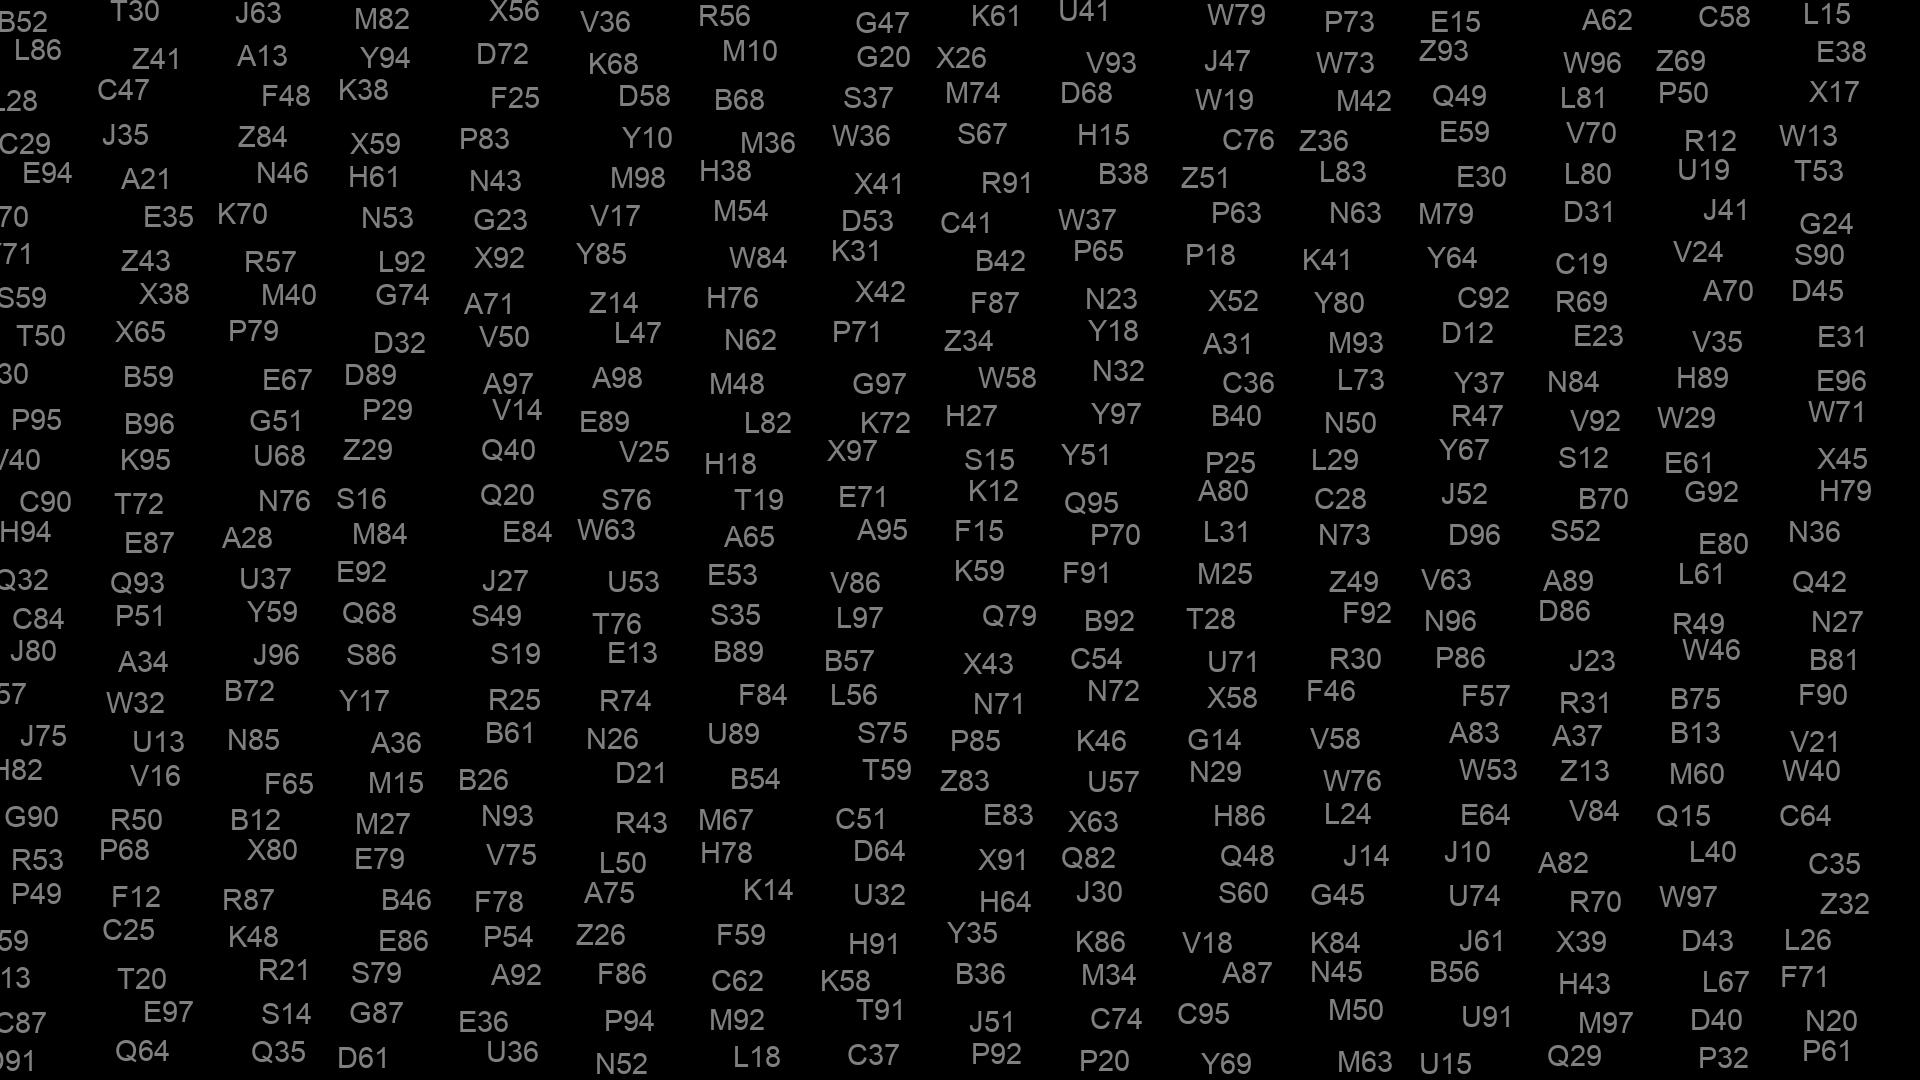 B52 T30 J63 M82 X56 V36 R56 G47 K61 U41 W79 P73 E15 A62 C58 L15
L86 Z41 A13 Y94 D72 K68 M10 G20 X26 V93 J47 W73 Z93 W96 Z69 E38
28 C47 F48 K38 F25 D58 B68 S37 M74 D68 W19 M42 Q49 L81 P50 X17
C29 J35 Z84 X59 P83 Y10 M36 W36 S67 H15 C76 Z36 E59 V70 R12 W13
E94 A21 N46 H61 N43 M98 H38 X41 R91 B38 Z51 L83 E30 L80 U19 T53
70 E35 K70 N53 G23 V17 M54 D53 C41 W37 P63 N63 M79 D31 J41 G24
71 Z43 R57 L92 X92 Y85 W84 K31 B42 P65 P18 K41 Y64 C19 V24 S90
S59 X38 M40 G74 A71 Z14 H76 X42 F87 N23 X52 Y80 C92 R69 A70 D45
T50 X65 P79 D32 V50 L47 N62 P71 Z34 Y18 A31 M93 D12 E23 V35 E31
30 B59 E67 D89 A97 A98 M48 G97 W58 N32 C36 L73 Y37 N84 H89 E96
P95 B96 G51 P29 V14 E89 L82 K72 H27 Y97 B40 N50 R47 V92 W29 W71
V40 K95 U68 Z29 Q40 V25 H18 X97 S15 Y51 P25 L29 Y67 S12 E61 X45
C90 T72 N76 S16 Q20 S76 T19 E71 K12 Q95 A80 C28 J52 B70 G92 H79
H94 E87 A28 M84 E84 W63 A65 A95 F15 P70 L31 N73 D96 S52 E80 N36
Q32 Q93 U37 E92 J27 U53 E53 V86 K59 F91 M25 Z49 V63 A89 L61 Q42
C84 P51 Y59 Q68 S49 T76 S35 L97 Q79 B92 T28 F92 N96 D86 R49 N27
J80 A34 J96 S86 S19 E13 B89 B57 X43 C54 U71 R30 P86 J23 W46 B81
57 W32 B72 Y17 R25 R74 F84 L56 N71 N72 X58 F46 F57 R31 B75 F90
J75 U13 N85 A36 B61 N26 U89 S75 P85 K46 G14 V58 A83 A37 B13 V21
H82 V16 F65 M15 B26 D21 B54 T59 Z83 U57 N29 W76 W53 Z13 M60 W40
G90 R50 B12 M27 N93 R43 M67 C51 E83 X63 H86 L24 E64 V84 Q15 C64
R53 P68 X80 E79 V75 L50 H78 D64 X91 Q82 Q48 J14 J10 A82 L40 C35
P49 F12 R87 B46 F78 A75 K14 U32 H64 J30 S60 G45 U74 R70 W97 Z32
59 C25 K48 E86 P54 Z26 F59 H91 Y35 K86 V18 K84 J61 X39 D43 L26
13 T20 R21 S79 A92 F86 C62 K58 B36 M34 A87 N45 B56 H43 L67 F71
C87 E97 S14 G87 E36 P94 M92 T91 J51 C74 C95 M50 U91 M97 D40 N20
91 Q64 Q35 D61 U36 N52 L18 C37 P92 P20 Y69 M63 U15 Q29 P32 P61